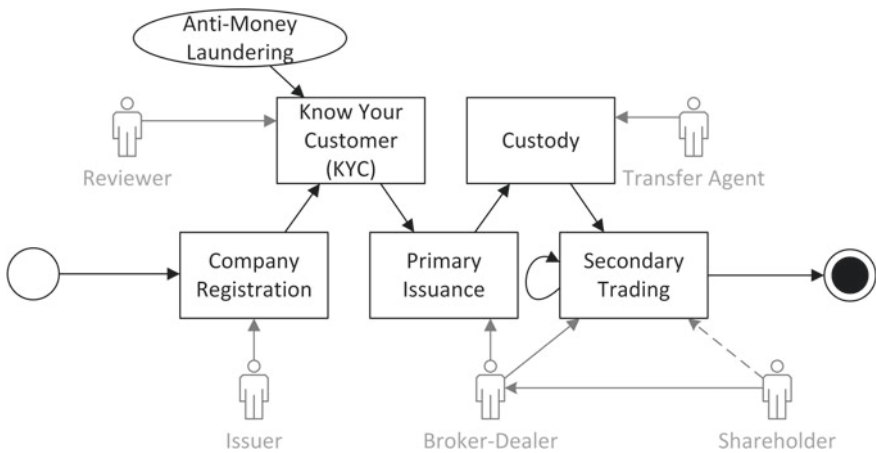 Anti-Money
Laundering
Know Your
Customer
(KYC)
Custody
Reviewer
Transfer Agent
Company
Registration
Primary
Issuance
Secondary
Trading
Issuer
Broker-Dealer
Shareholder